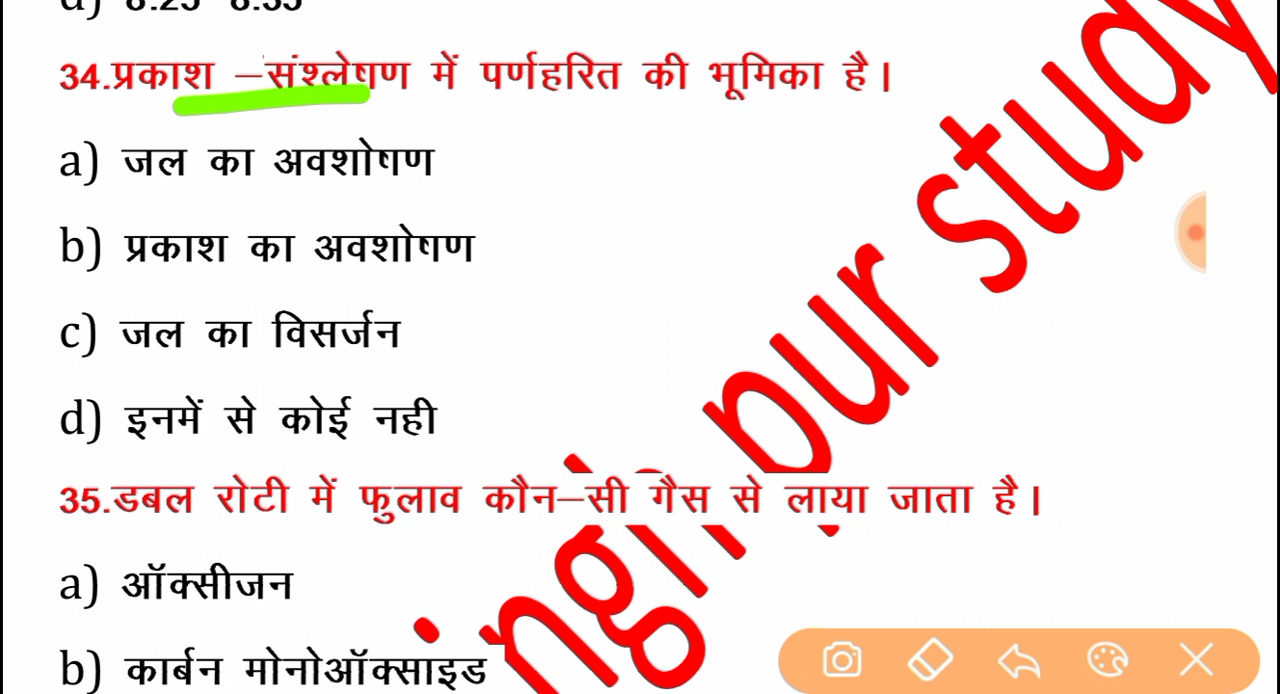 34.प्रकाश –संश्लेषण में पर्णहरित की भूमिका है।
a) जल का अवशोषण
b) प्रकाश का अवशोषण
c) जल का विसर्जन
d) इनमें से कोई नही
35.डबल रोटी में फुलाव कौन–सी गैस से लाया जाता है।
a) ऑक्सीजन
b) कार्बन मोनोऑक्साइड
pur study